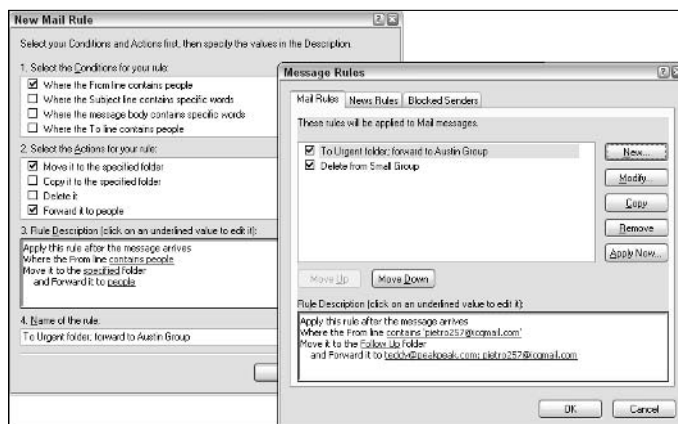 New Mail Rule
Select your Conditions and Actions first, then specify the values in the Description.
1. Select the Conditions for your rule:
Where the From line contains people
Where the Subject line contains specific words
Where the message body contains specific words
Where the To line contains people
2. Select the Actions for your rule:
Move it to the specified folder
Copy it to the specified folder
Delete it
Forward it to people
3. Rule Description (click on an underlined value to edit it):
Apply this rule after the message arrives
Where the From line contains people
Move it to the specified folder
and Forward it to people
4. Name of the rule:
To Urgent folder, forward to Austin Group
Message Rules
Mail Rules News Rules Blocked Senders
These rules will be applied to Mail messages.
To Urgent folder; forward to Austin Group
Delete from Small Group
New...
Modify...
Copy
Remove
Apply Now...
Move Up Move Down
Rule Description (click on an underlined value to edit it):
Apply this rule after the message arrives
Where the From line contains 'pietro257@icqmail.com'
Move it to the Follow Up folder
and Forward it to teddy@peakpeak.com; pietro257@icqmail.com
OK Cancel